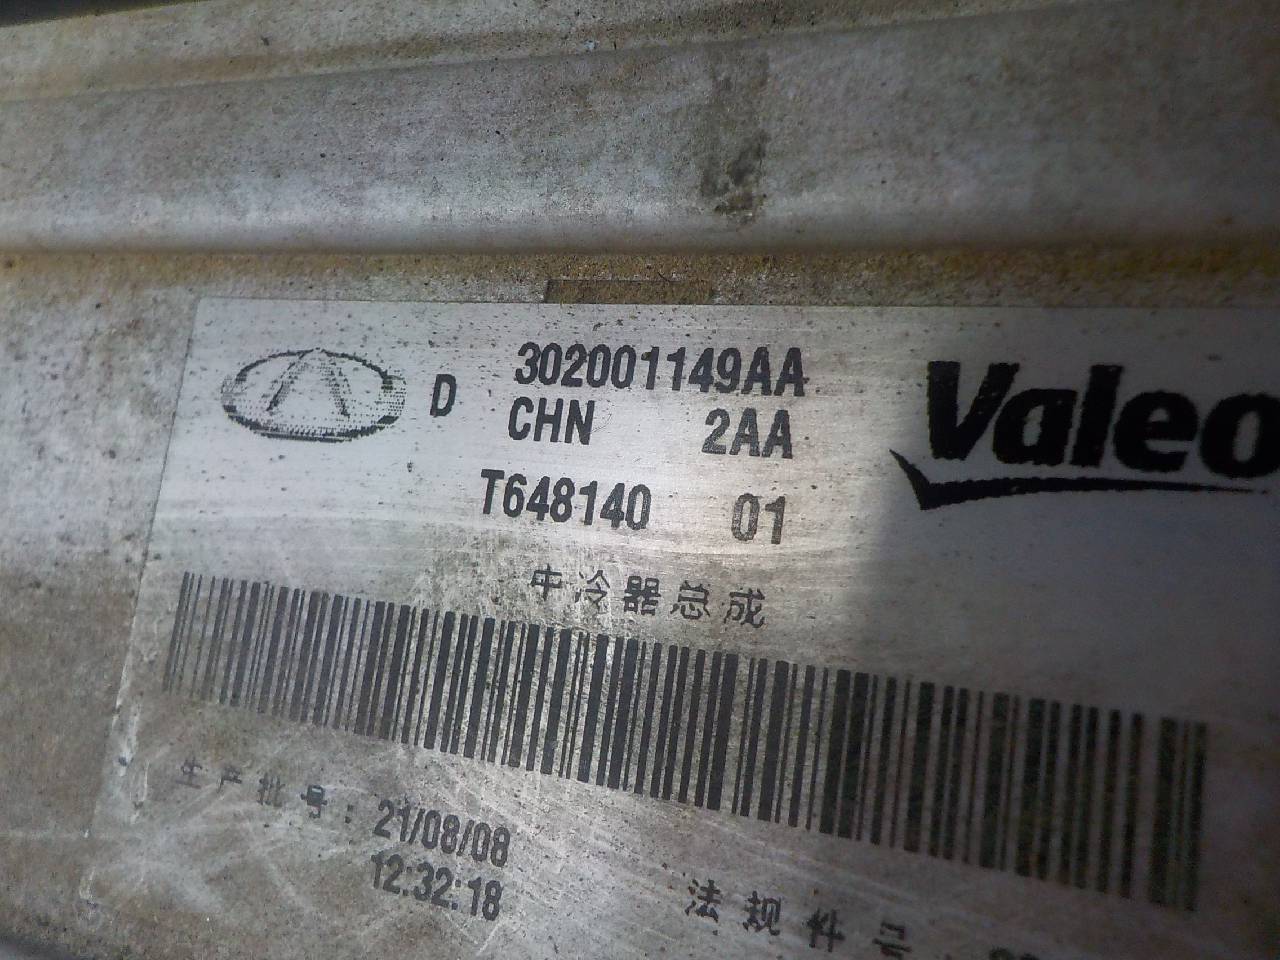 D 302001149AA
CHN 2AA
Valeo
T648140 01
中冷器总成
生产批号: 21/08/08
12:32:18
法规件号